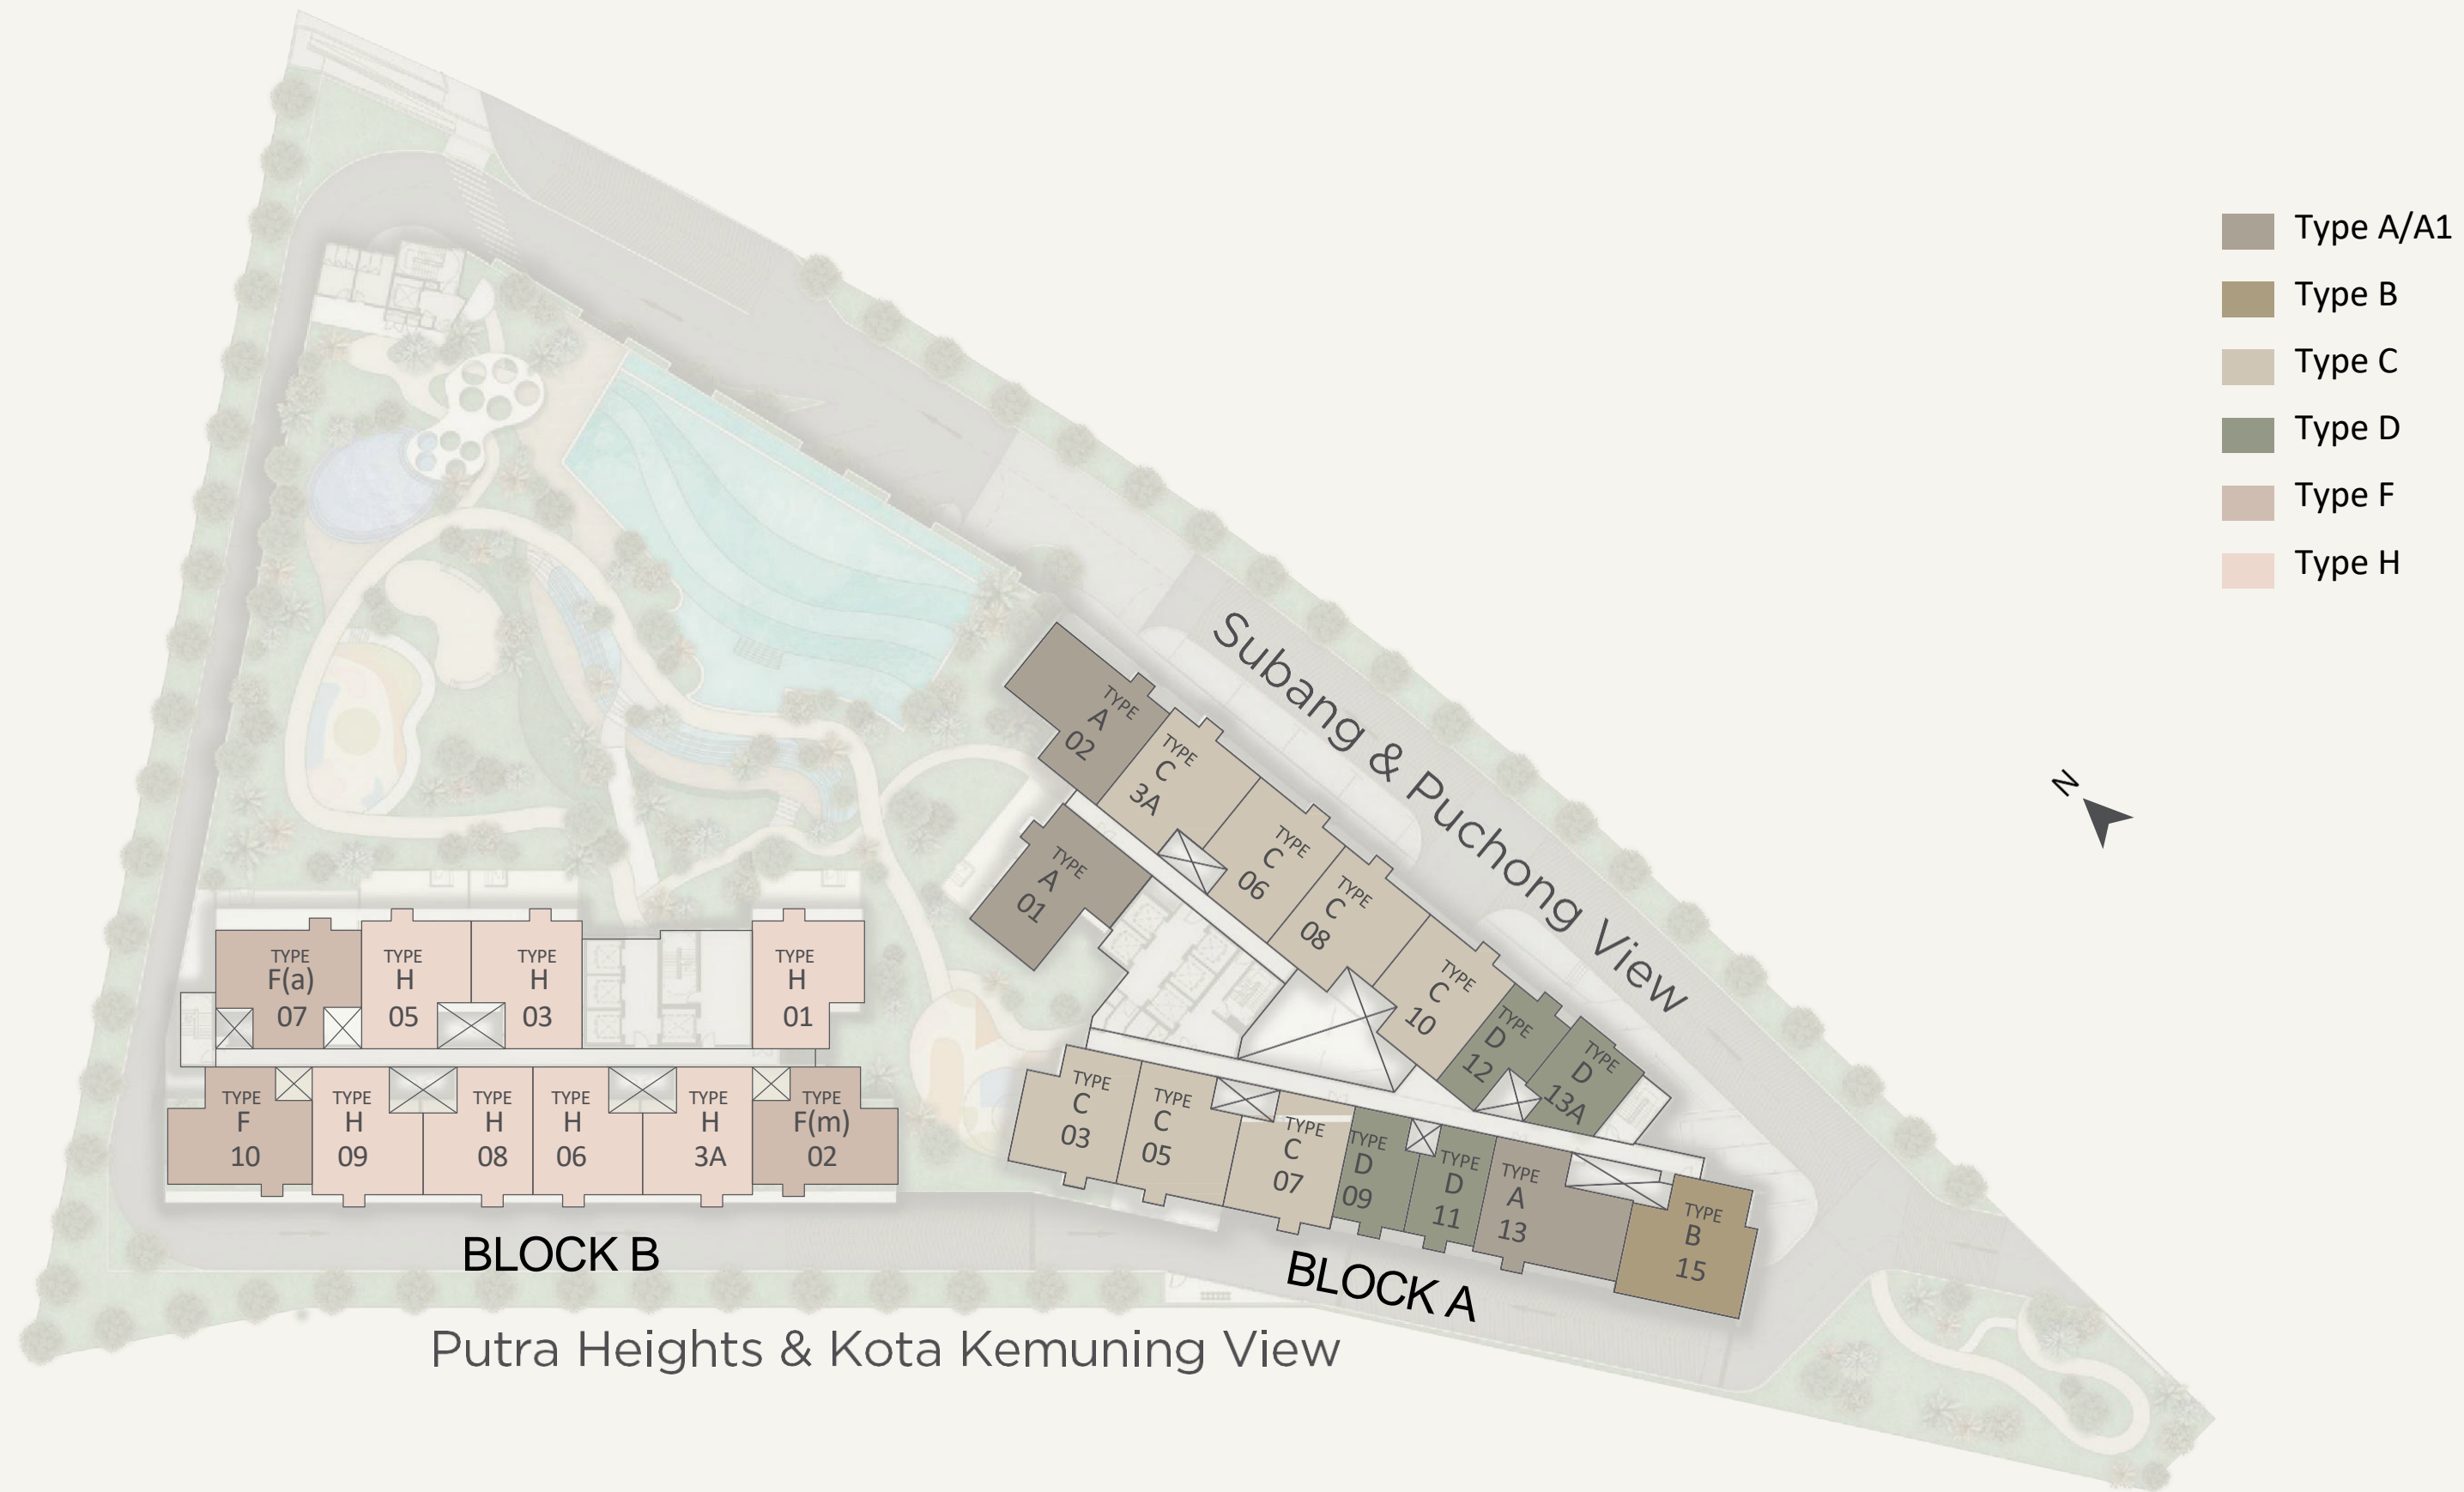 Type A/A1
Type B
Type C
Type D
Type F
Type H
Subang & Puchong View
N
TYPE
A
02
TYPE
C
3A
TYPE
C
06
TYPE
C
08
TYPE
C
10
TYPE
D
12
TYPE
D
13A
TYPE
A
01
TYPE
C
03
TYPE
C
05
TYPE
C
07
TYPE
D
09
TYPE
D
11
TYPE
A
13
TYPE
B
15
BLOCK A
TYPE
F(a)
07
TYPE
H
05
TYPE
H
03
TYPE
H
01
TYPE
F
10
TYPE
H
09
TYPE
H
08
TYPE
H
06
TYPE
H
3A
TYPE
F(m)
02
BLOCK B
Putra Heights & Kota Kemuning View